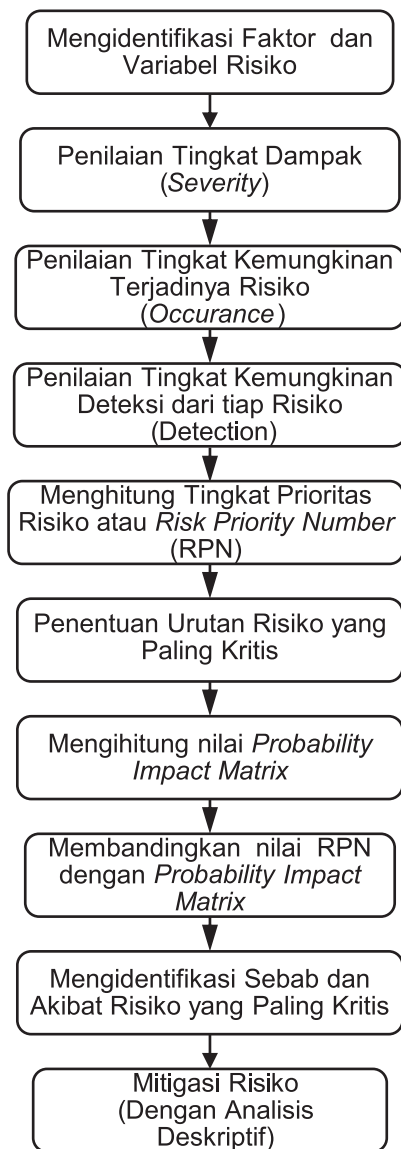 Mengidentifikasi Faktor dan
Variabel Risiko
Penilaian Tingkat Dampak
(Severity)
Penilaian Tingkat Kemungkinan
Terjadinya Risiko
(Occurance)
Penilaian Tingkat Kemungkinan
Deteksi dari tiap Risiko
(Detection)
Menghitung Tingkat Prioritas
Risiko atau Risk Priority Number
(RPN)
Penentuan Urutan Risiko yang
Paling Kritis
Mengihitung nilai Probability
Impact Matrix
Membandingkan nilai RPN
dengan Probability Impact
Matrix
Mengidentifikasi Sebab dan
Akibat Risiko yang Paling Kritis
Mitigasi Risiko
(Dengan Analisis
Deskriptif)